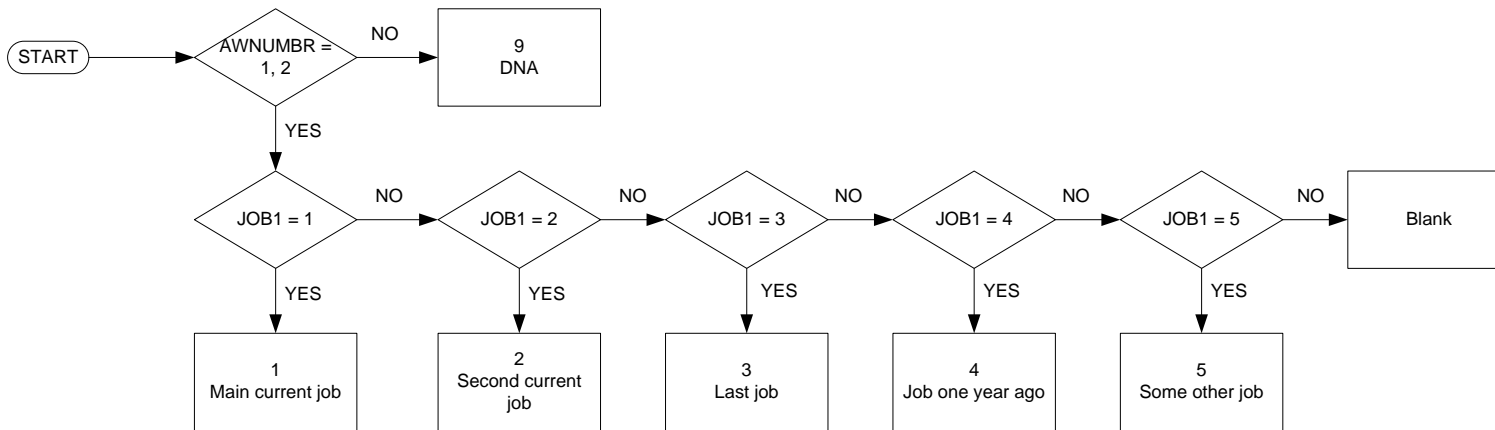 START
AWNUMBR =
1, 2
NO
9
DNA
YES
JOB1 = 1
NO
JOB1 = 2
NO
JOB1 = 3
NO
JOB1 = 4
NO
JOB1 = 5
NO
Blank
YES
YES
YES
YES
YES
1
Main current job
2
Second current
job
3
Last job
4
Job one year ago
5
Some other job